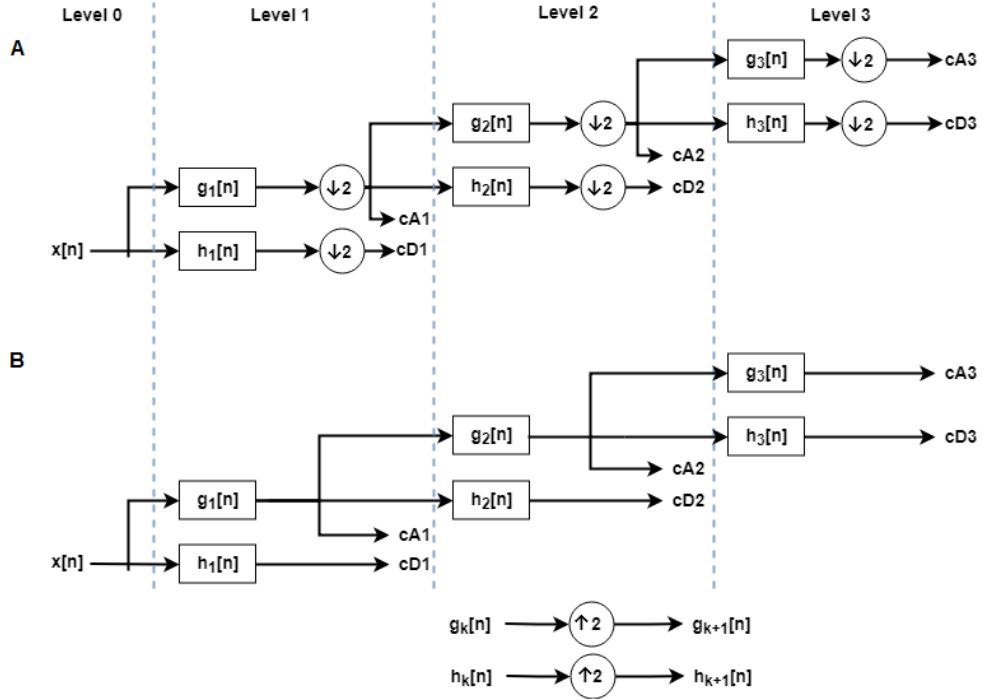 Level 0 Level 1 Level 2 Level 3
A
g₃[n] ↓2 cA3
g₂[n] ↓2 h₃[n] ↓2 cD3
cA2
g₁[n] ↓2 h₂[n] ↓2 cD2
cA1
x[n] h₁[n] ↓2 cD1
B
g₃[n] cA3
g₂[n] h₃[n] cD3
cA2
g₁[n] h₂[n] cD2
cA1
x[n] h₁[n] cD1
gₖ[n] ↑2 gₖ₊₁[n]
hₖ[n] ↑2 hₖ₊₁[n]